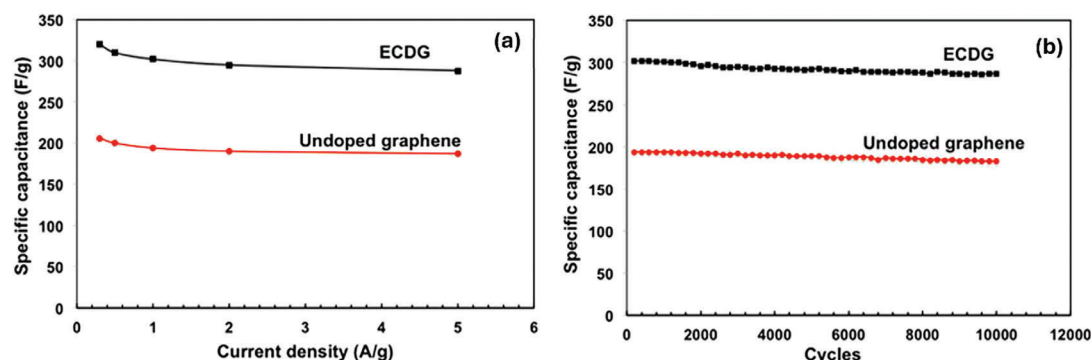 (a)
ECDG
Undoped graphene
Specific capacitance (F/g)
350
300
250
200
150
100
50
0
0 1 2 3 4 5 6
Current density (A/g)
(b)
ECDG
Undoped graphene
Specific capacitance (F/g)
350
300
250
200
150
100
50
0
0 2000 4000 6000 8000 10000 12000
Cycles